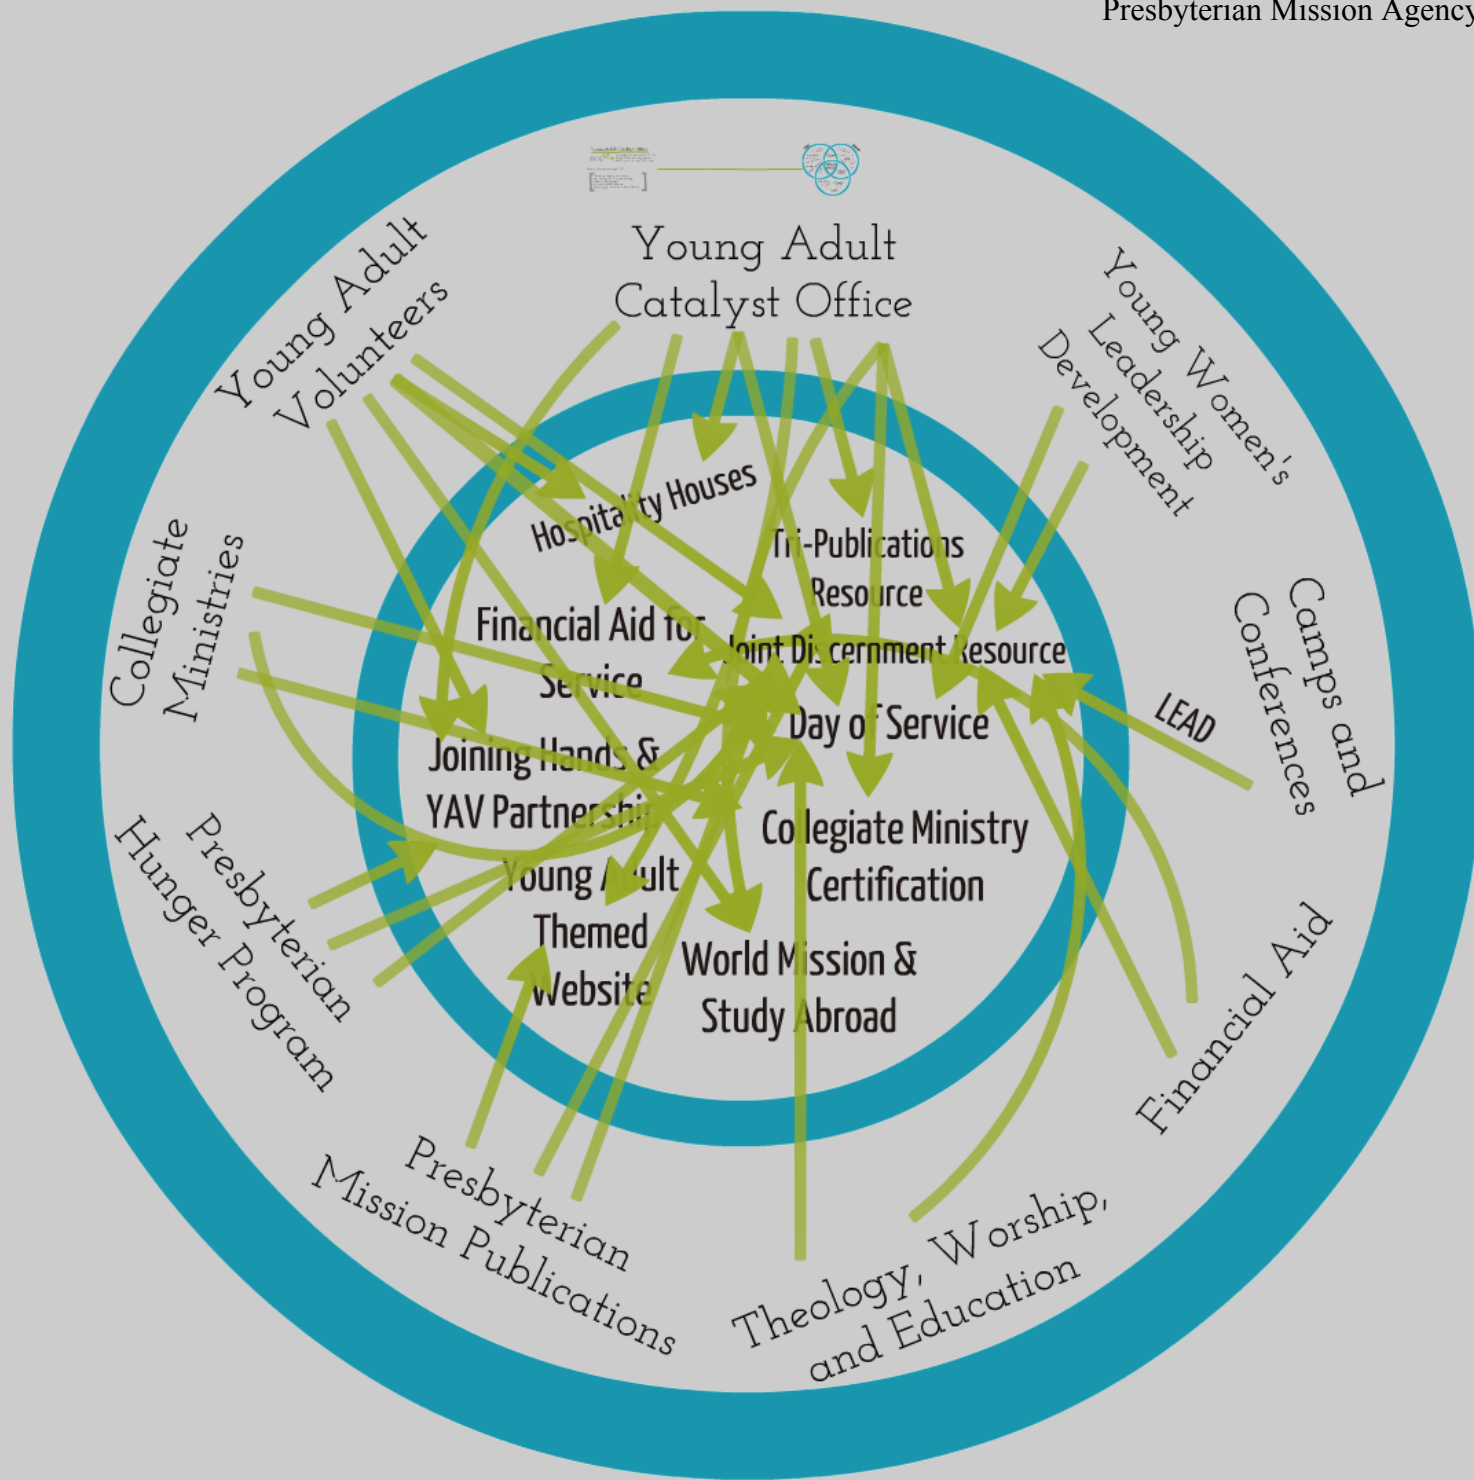 Presbyterian Mission Agency
Young Adult
Catalyst Office
Young Adult
Volunteers
Young Women's
Leadership
Development
Collegiate
Ministries
Camps and
Conferences
LEAD
Presbyterian
Hunger Program
Financial Aid
Presbyterian
Mission Publications
Theology, Worship,
and Education
Hospitality Houses
Tri-Publications
Resource
Financial Aid for
Service
Joint Discernment Resource
Day of Service
Joining Hands &
YAV Partnership
Collegiate Ministry
Certification
Young Adult
Themed
Website
World Mission &
Study Abroad